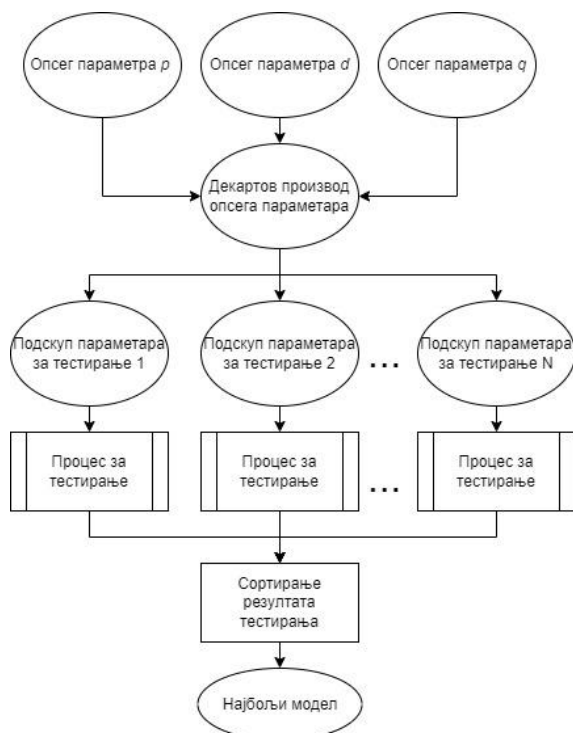 Опсег параметра p
Опсег параметра d
Опсег параметра q
Декартов производ
опсега параметара
Подскуп параметара
за тестирање 1
Подскуп параметара
за тестирање 2
...
Подскуп параметара
за тестирање N
Процес за
тестирање
Процес за
тестирање
...
Процес за
тестирање
Сортирање
резултата
тестирања
Најбољи модел